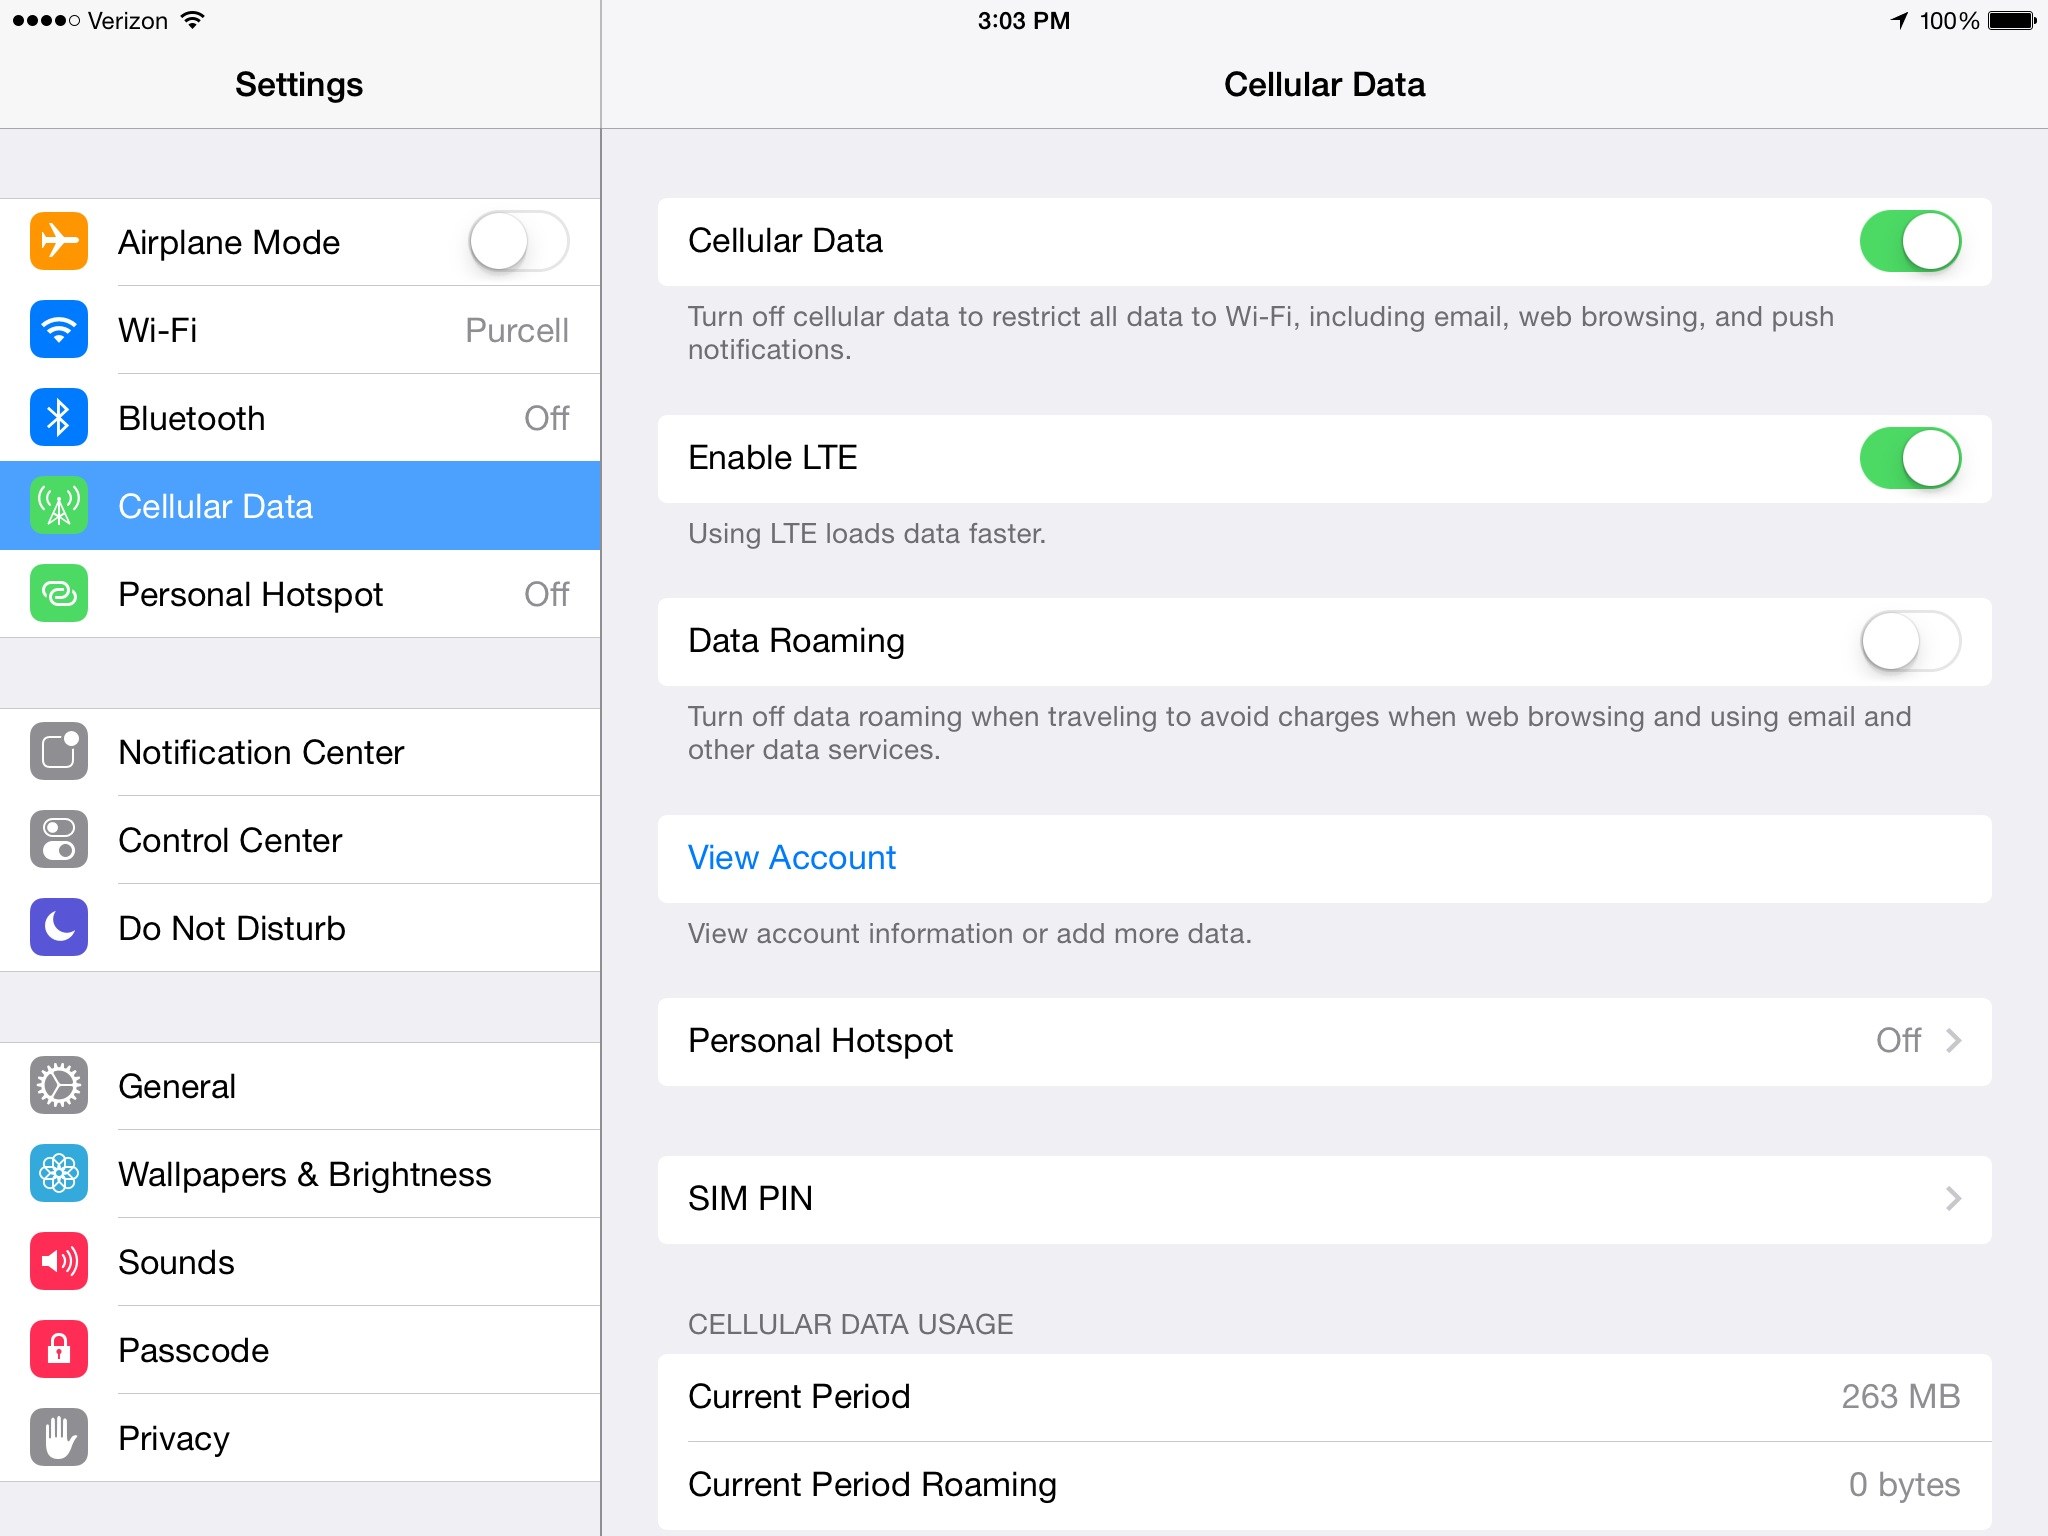 Verizon
3:03 PM
100%
Settings
Cellular Data
Airplane Mode
Wi-Fi
Purcell
Bluetooth
Off
Cellular Data
Personal Hotspot
Off
Notification Center
Control Center
Do Not Disturb
General
Wallpapers & Brightness
Sounds
Passcode
Privacy
Cellular Data
Turn off cellular data to restrict all data to Wi-Fi, including email, web browsing, and push
notifications.
Enable LTE
Using LTE loads data faster.
Data Roaming
Turn off data roaming when traveling to avoid charges when web browsing and using email and
other data services.
View Account
View account information or add more data.
Personal Hotspot
Off
SIM PIN
CELLULAR DATA USAGE
Current Period
263 MB
Current Period Roaming
0 bytes